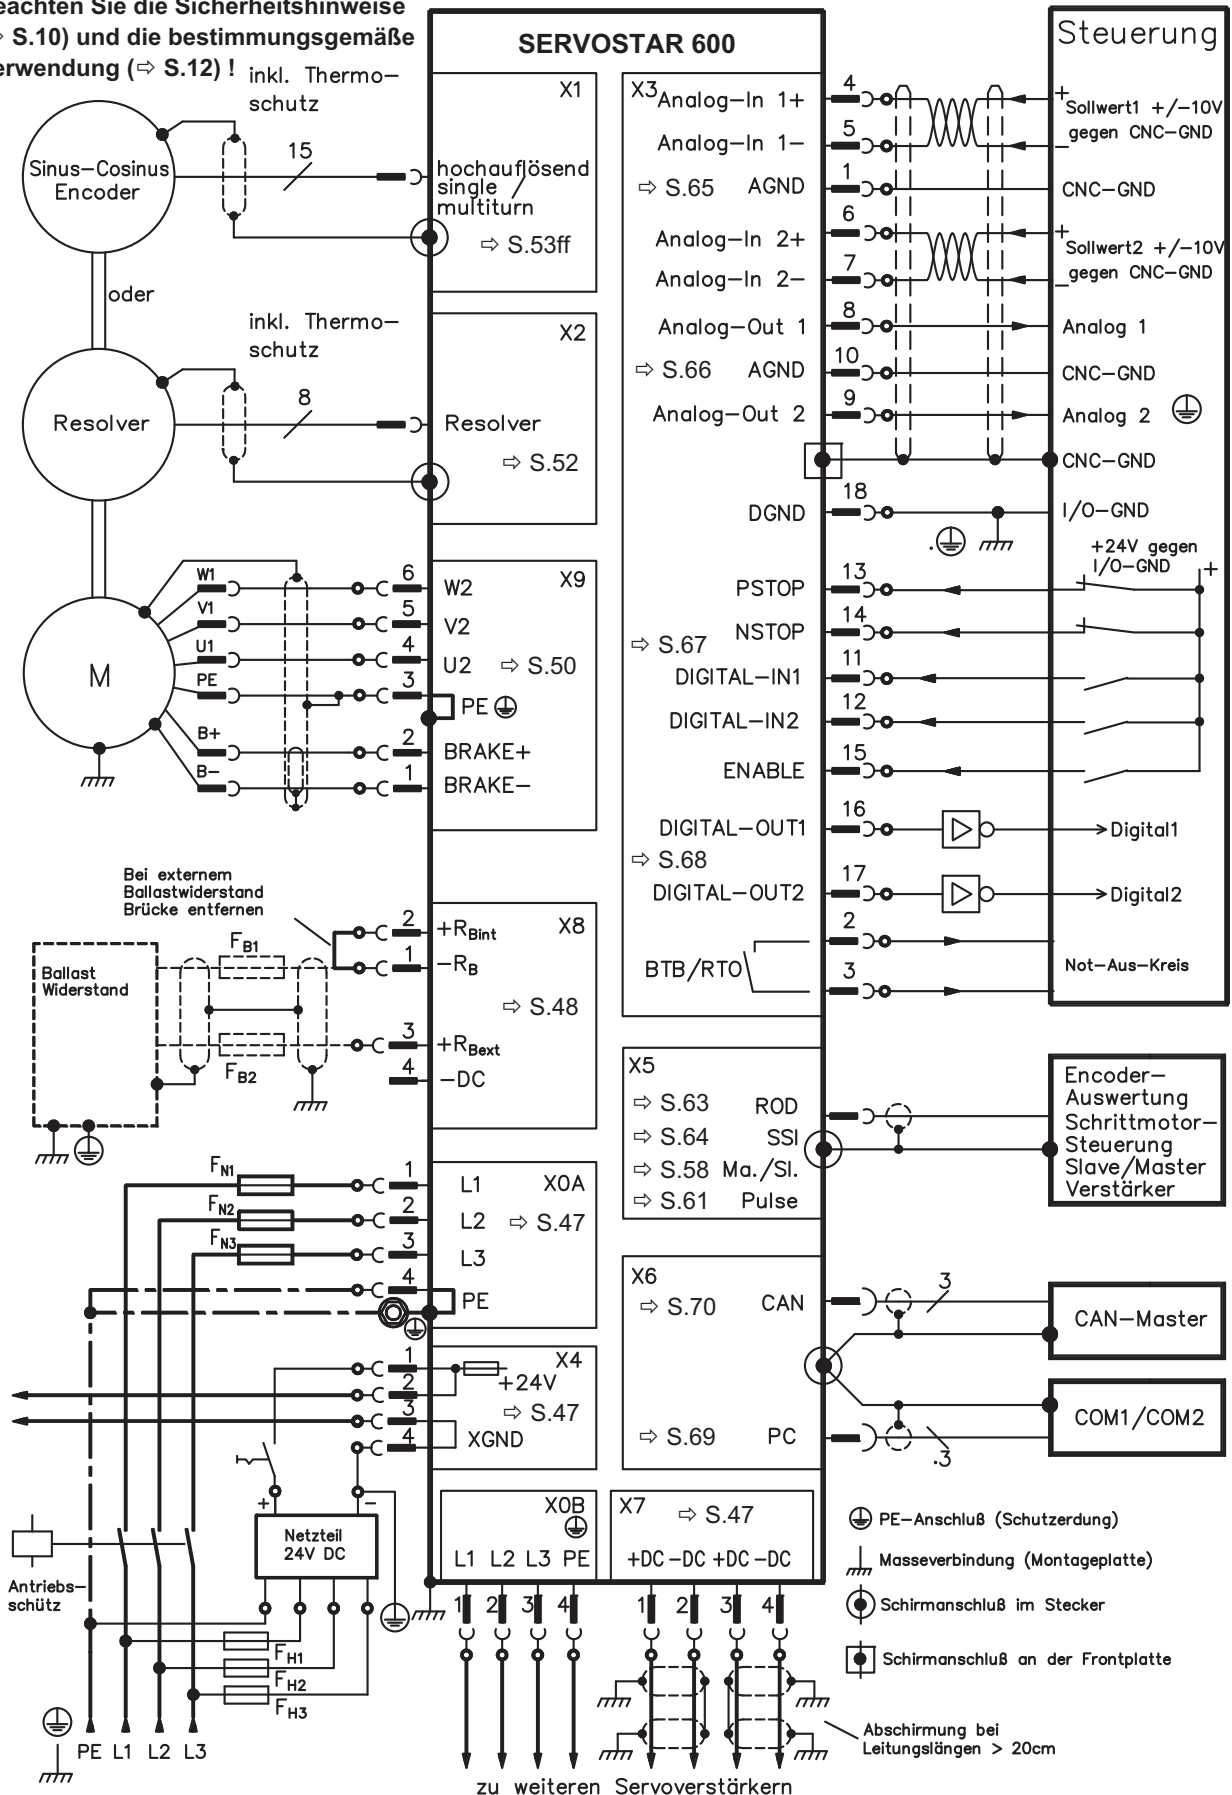 eachten Sie die Sicherheitshinweise
S.10) und die bestimmungsgemäße
erwendung (⇨ S.12) !
SERVOSTAR 600
Steuerung
inkl. Thermo-
schutz
Sinus-Cosinus
Encoder
15
X1
hochauflösend
single /
multiturn
⇨ S.53ff
oder
inkl. Thermo-
schutz
Resolver
8
X2
Resolver
⇨ S.52
M
W1
V1
U1
PE
B+
B-
6
5
4
3
2
1
X9
W2
V2
U2 ⇨ S.50
PE
BRAKE+
BRAKE-
Bei externem
Ballastwiderstand
Brücke entfernen
Ballast
Widerstand
FB1
FB2
2
1
3
4
X8
+RBint
-RB
⇨ S.48
+RBext
-DC
FN1
FN2
FN3
1
2
3
4
X0A
L1
L2 ⇨ S.47
L3
PE
1
2
3
4
X4
+24V
⇨ S.47
XGND
+ -
Netzteil
24V DC
Antriebs-
schütz
FH1
FH2
FH3
PE L1 L2 L3
X0B
L1 L2 L3 PE
1 2 3 4
X7 ⇨ S.47
+DC -DC +DC -DC
1 2 3 4
zu weiteren Servoverstärkern
Abschirmung bei
Leitungslängen > 20cm
X3
Analog-In 1+ 4
Analog-In 1- 5
⇨ S.65 AGND 1
Analog-In 2+ 6
Analog-In 2- 7
Analog-Out 1 8
⇨ S.66 AGND 10
Analog-Out 2 9
DGND 18
PSTOP 13
NSTOP 14
⇨ S.67
DIGITAL-IN1 11
DIGITAL-IN2 12
ENABLE 15
DIGITAL-OUT1 16
⇨ S.68
DIGITAL-OUT2 17
BTB/RTO
2
3
+
Sollwert1 +/-10V
gegen CNC-GND
-
CNC-GND
+
Sollwert2 +/-10V
gegen CNC-GND
-
Analog 1
CNC-GND
Analog 2
CNC-GND
I/O-GND
+24V gegen
I/O-GND
+
Digital1
Digital2
Not-Aus-Kreis
X5
⇨ S.63 ROD
⇨ S.64 SSI
⇨ S.58 Ma./Sl.
⇨ S.61 Pulse
Encoder-
Auswertung
Schrittmotor-
Steuerung
Slave/Master
Verstärker
X6
⇨ S.70 CAN
3
CAN-Master
⇨ S.69 PC
.3
COM1/COM2
PE-Anschluß (Schutzerdung)
Masseverbindung (Montageplatte)
Schirmanschluß im Stecker
Schirmanschluß an der Frontplatte